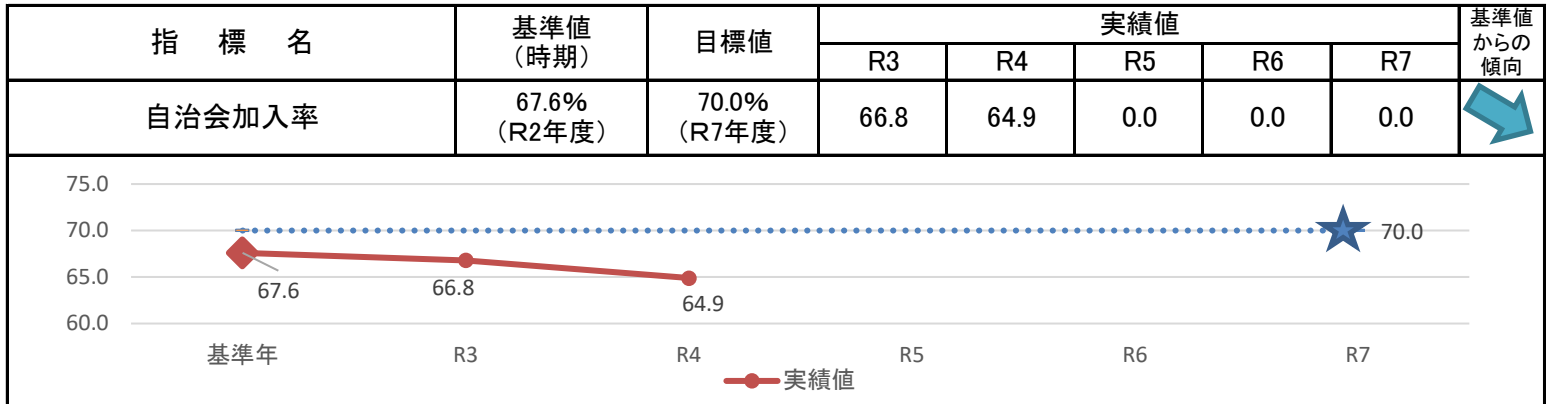 指　標　名
基準値
（時期）
目標値
実績値
基準値
からの
傾向
R3 R4 R5 R6 R7
自治会加入率
67.6%
（R2年度）
70.0%
（R7年度）
66.8 64.9 0.0 0.0 0.0
75.0
70.0
65.0
60.0
70.0
67.6
66.8
64.9
基準年 R3 R4 R5 R6 R7
実績値